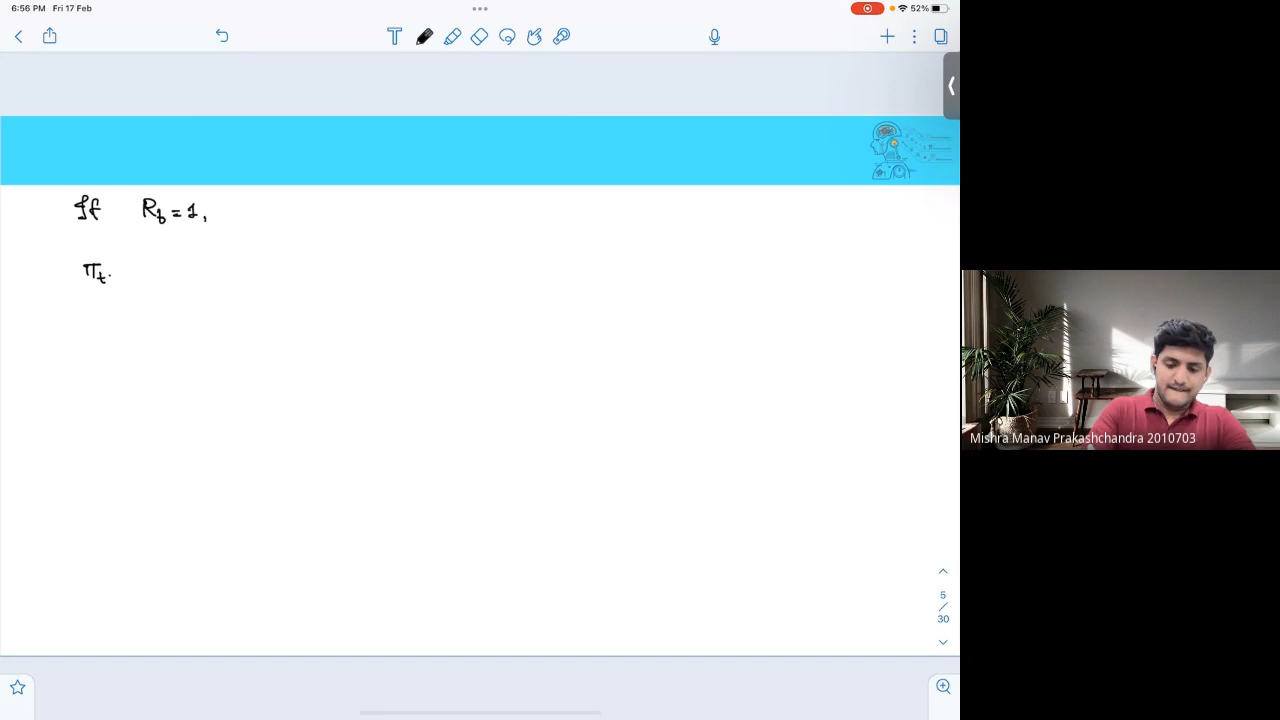 6:56 PM Fri 17 Feb
52%
T
If R_t = 1,
π_t.
5
/
30
Mishra Manav Prakashchandra 2010703